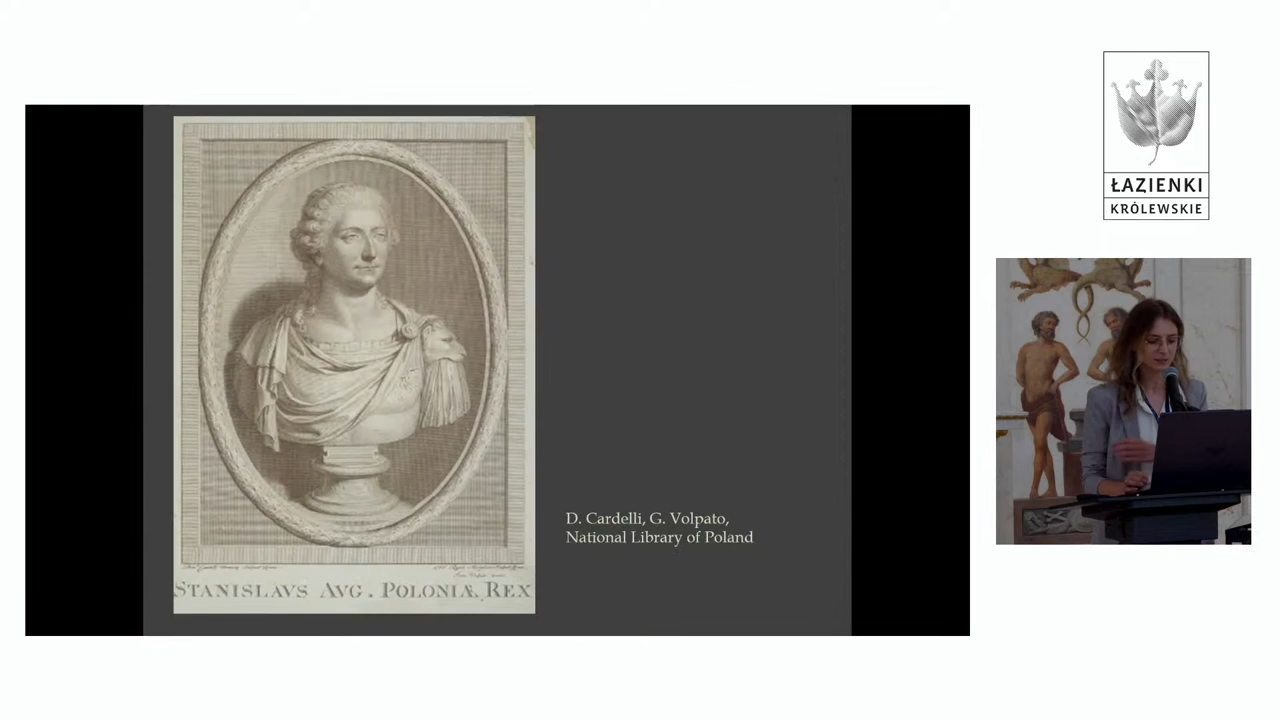 ŁAZIENKI
KRÓLEWSKIE
STANISLAVS AVG. POLONIÆ, REX
D. Cardelli, G. Volpato,
National Library of Poland